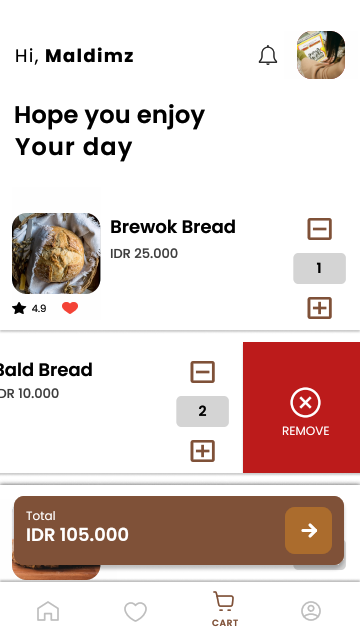 Hi, Maldimz
Hope you enjoy
Your day
Brewok Bread
IDR 25.000
1
4.9
Bald Bread
DR 10.000
2
REMOVE
Total
IDR 105.000
CART